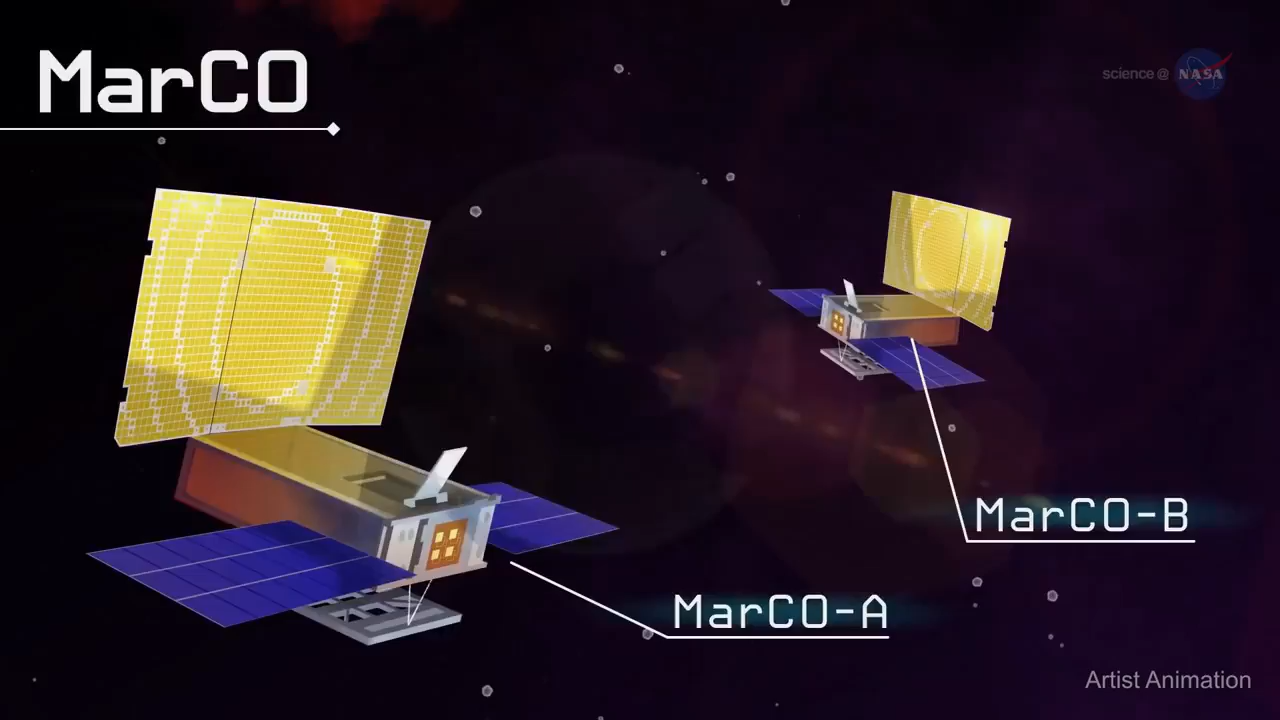 MarCO
science@ NASA
MarCO-B
MarCO-A
Artist Animation